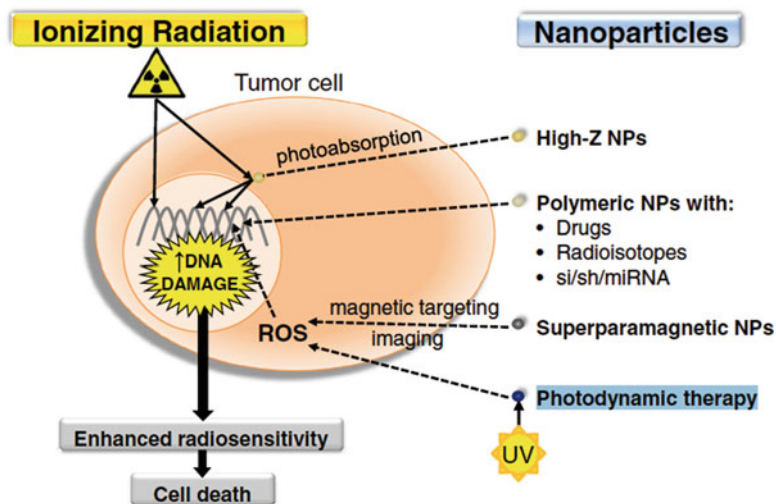 Ionizing Radiation
Nanoparticles
Tumor cell
photoabsorption
High-Z NPs
Polymeric NPs with:
• Drugs
• Radioisotopes
• si/sh/miRNA
↑DNA
DAMAGE
ROS
magnetic targeting
imaging
Superparamagnetic NPs
Photodynamic therapy
UV
Enhanced radiosensitivity
Cell death